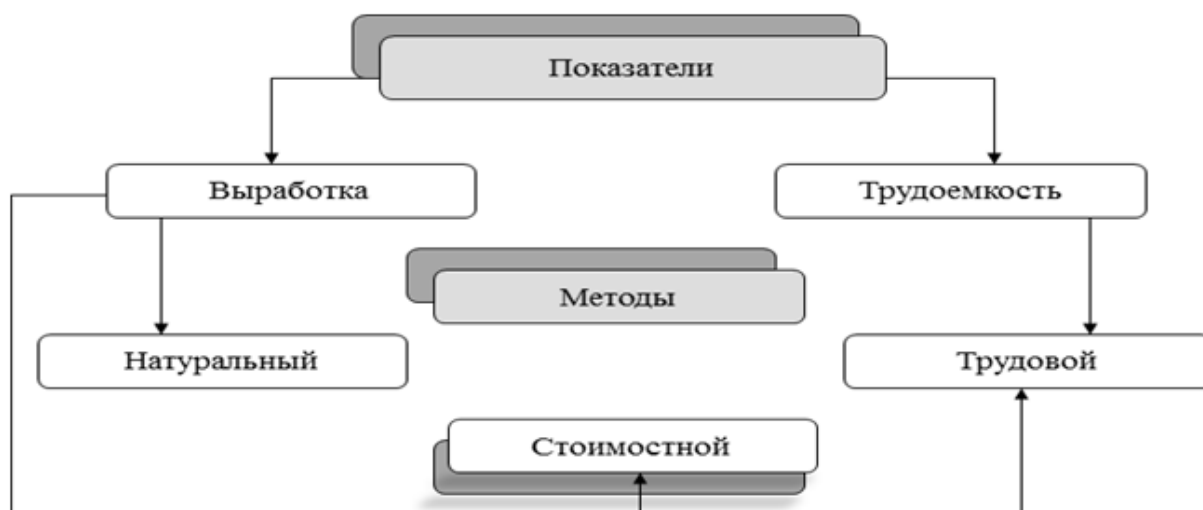 Показатели
Выработка
Трудоемкость
Методы
Натуральный
Трудовой
Стоимостной